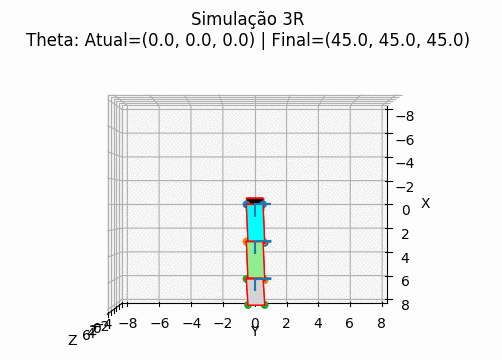 Simulação 3R
Theta: Atual=(0.0, 0.0, 0.0) | Final=(45.0, 45.0, 45.0)
−8
−6
−4
−2
0
2
4
6
8
X
−8 −6 −4 −2 0 2 4 6 8
Y
Z